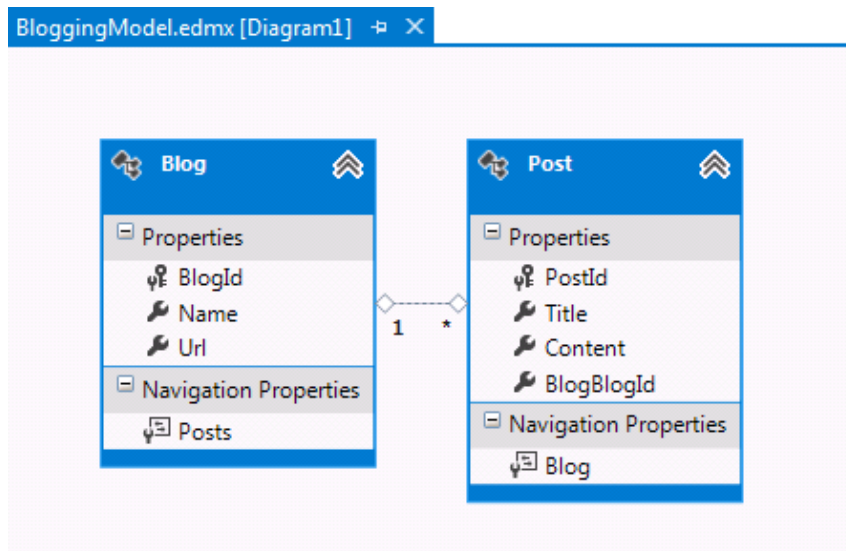 BloggingModel.edmx [Diagram1]
Blog
Properties
BlogId
Name
Url
Navigation Properties
Posts
1 *
Post
Properties
PostId
Title
Content
BlogBlogId
Navigation Properties
Blog